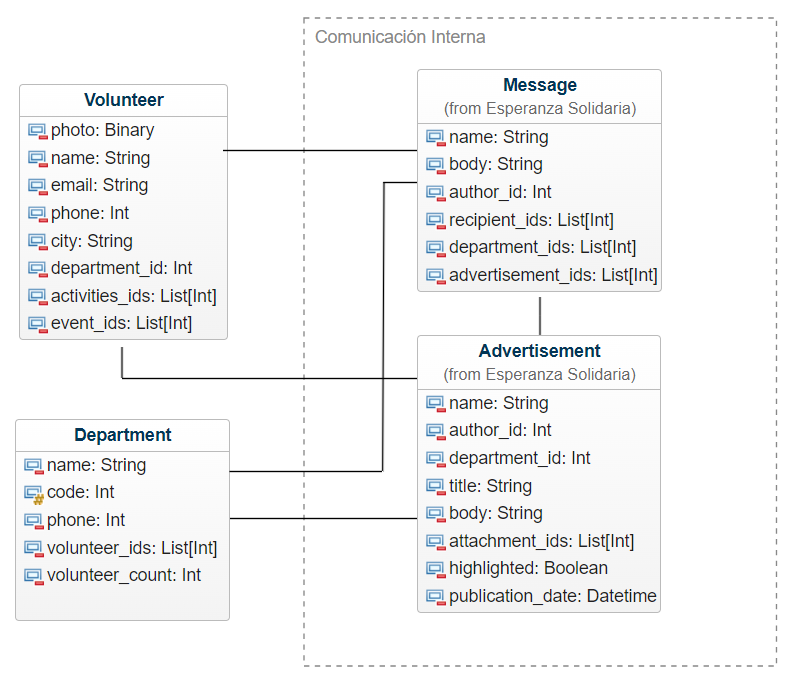 Comunicación Interna
Volunteer
photo: Binary
name: String
email: String
phone: Int
city: String
department_id: Int
activities_ids: List[Int]
event_ids: List[Int]
Message
(from Esperanza Solidaria)
name: String
body: String
author_id: Int
recipient_ids: List[Int]
department_ids: List[Int]
advertisement_ids: List[Int]
Department
name: String
code: Int
phone: Int
volunteer_ids: List[Int]
volunteer_count: Int
Advertisement
(from Esperanza Solidaria)
name: String
author_id: Int
department_id: Int
title: String
body: String
attachment_ids: List[Int]
highlighted: Boolean
publication_date: Datetime